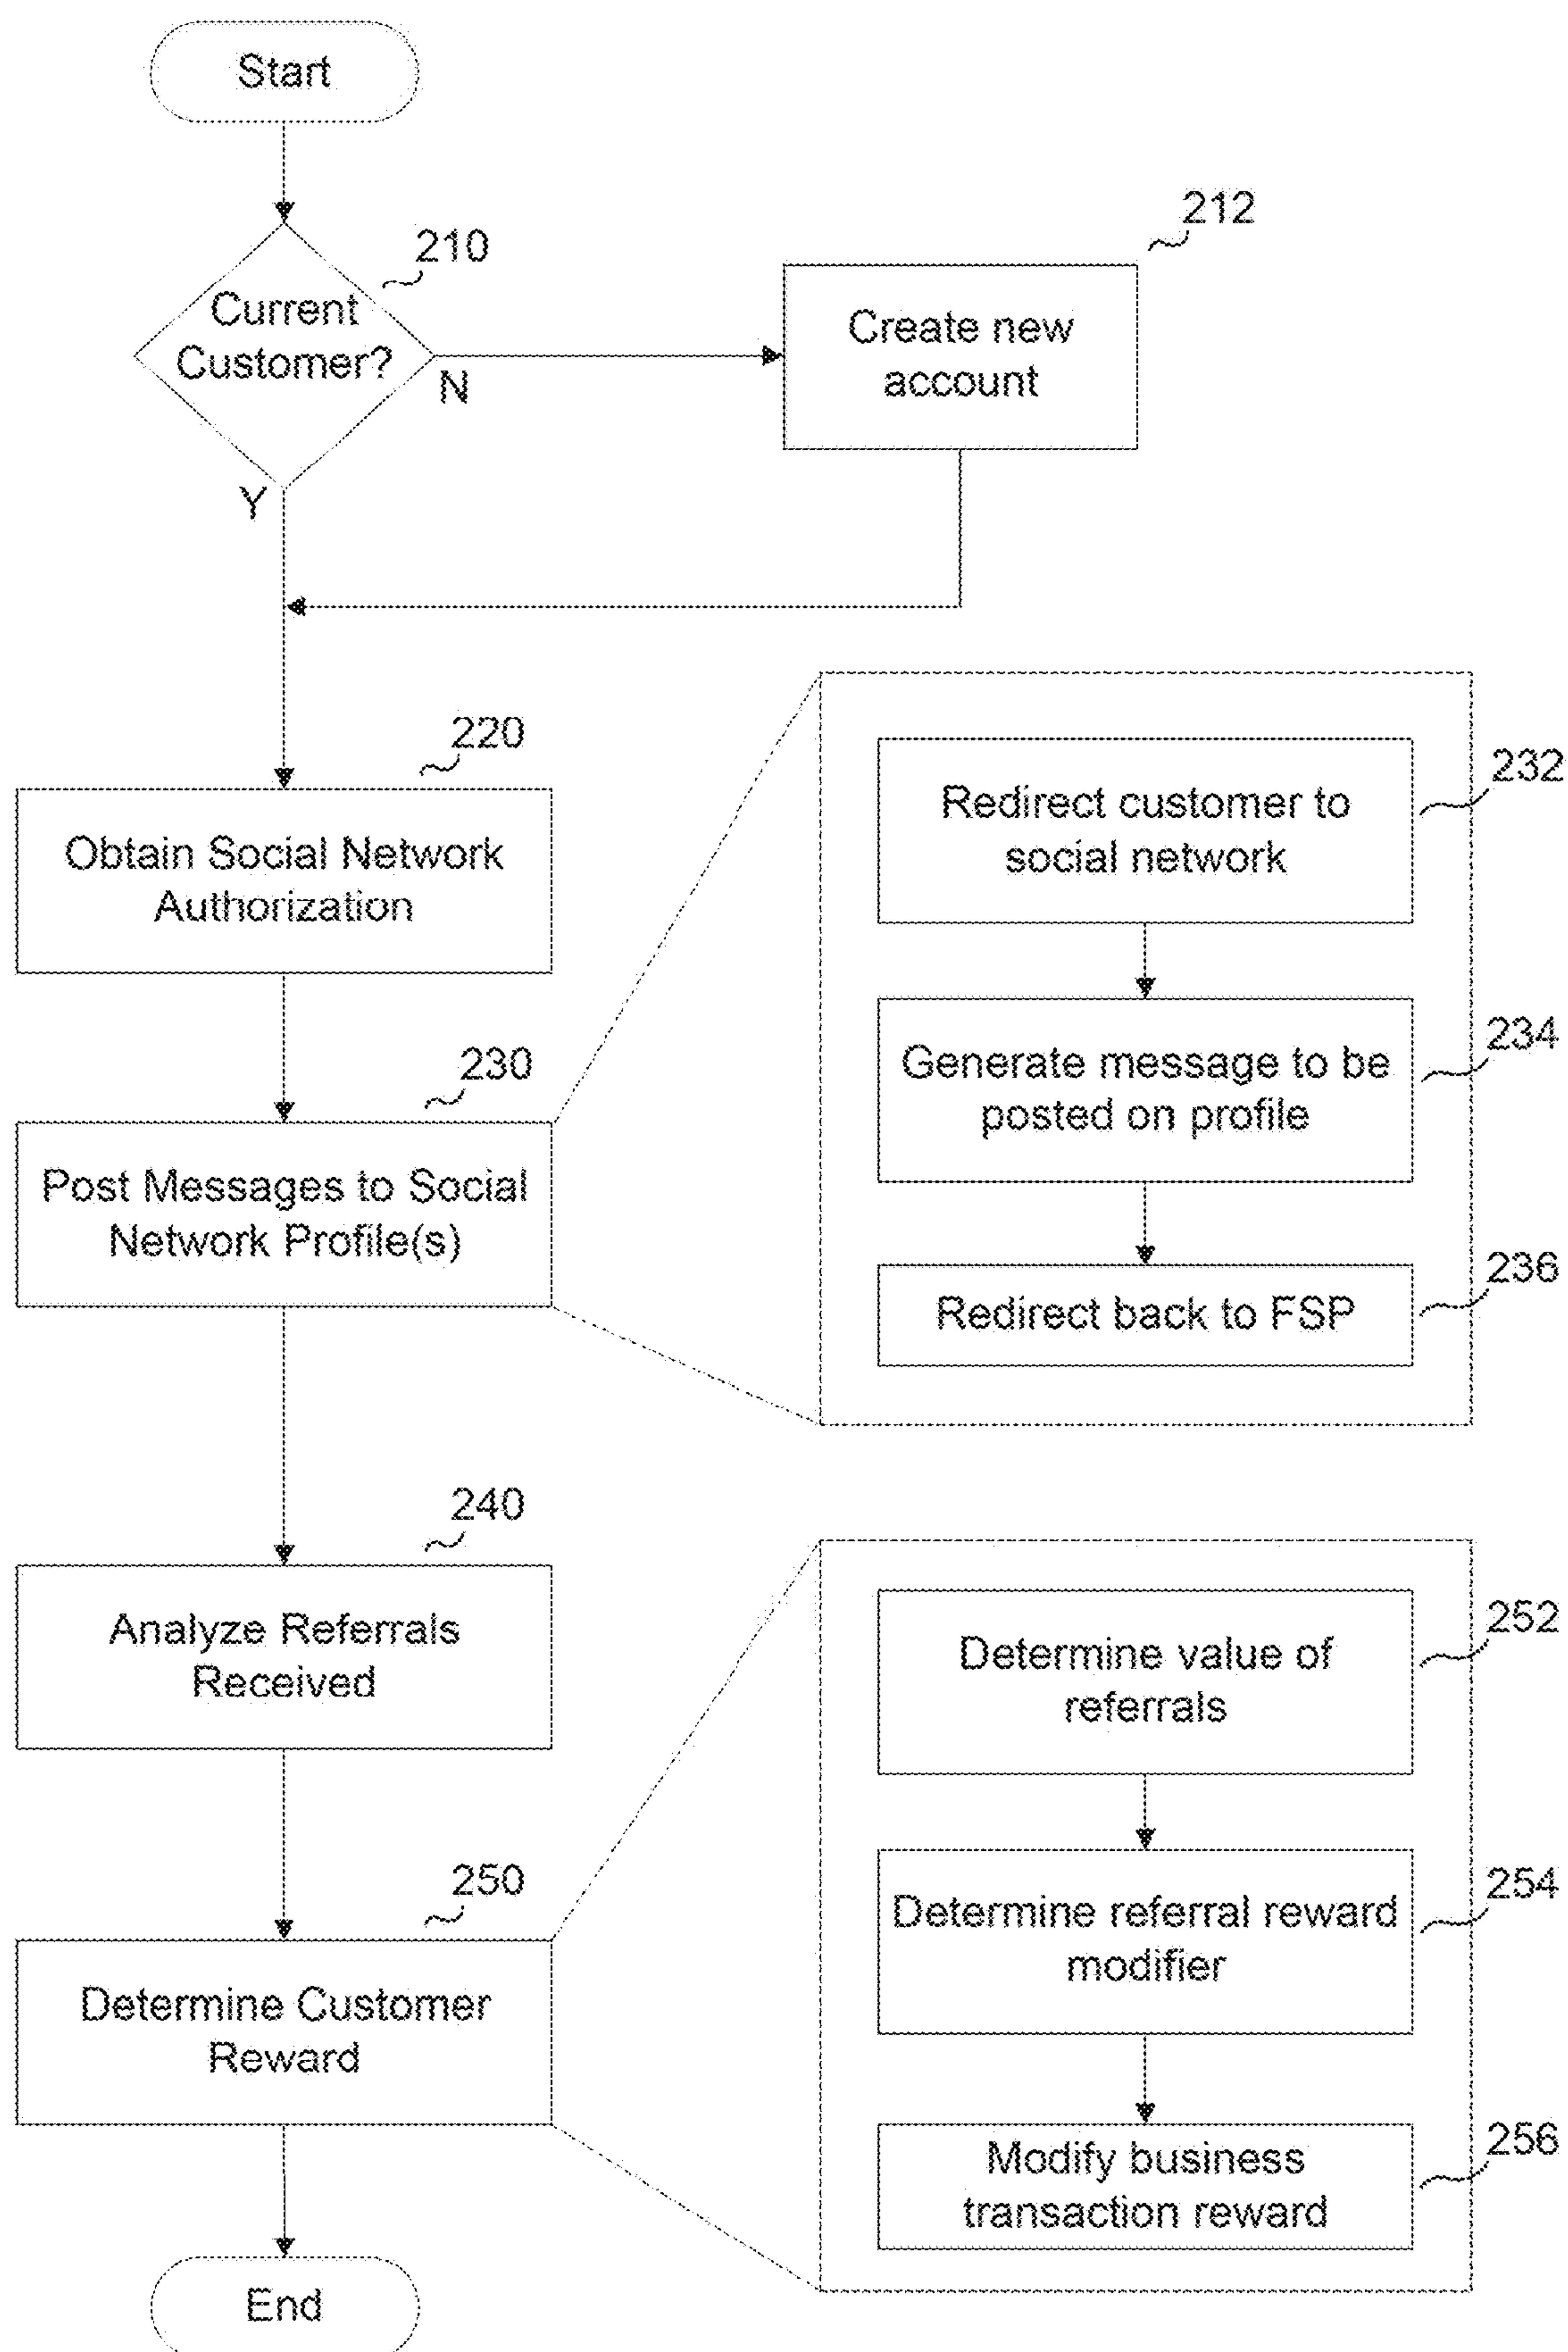 Start
210
Current
Customer?
N
Y
212
Create new
account
220
Obtain Social Network
Authorization
230
Post Messages to Social
Network Profile(s)
232
Redirect customer to
social network
234
Generate message to be
posted on profile
236
Redirect back to FSP
240
Analyze Referrals
Received
250
Determine Customer
Reward
252
Determine value of
referrals
254
Determine referral reward
modifier
256
Modify business
transaction reward
End